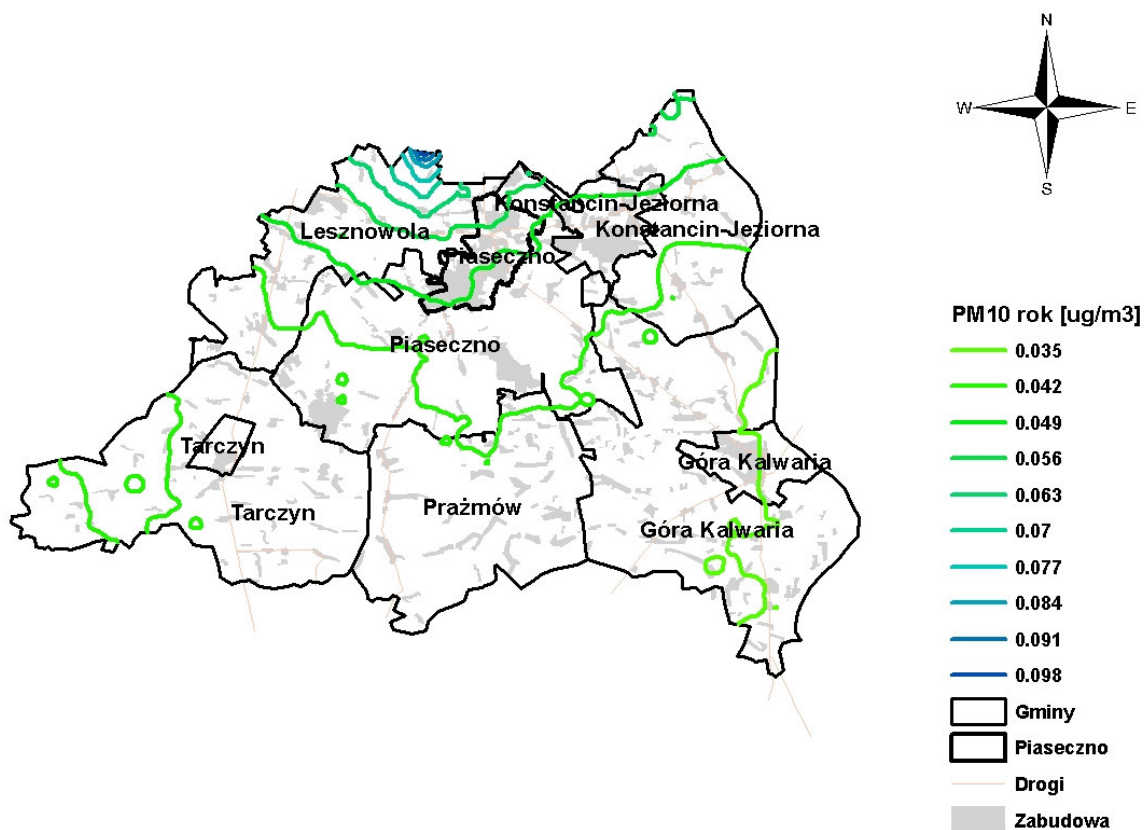 N
W
E
S
Konstancin-Jeziorna
Lesznowola
Konstancin-Jeziorna
Piaseczno
Piaseczno
Tarczyn
Góra Kalwaria
Tarczyn
Prażmów
Góra Kalwaria
PM10 rok [ug/m3]
0.035
0.042
0.049
0.056
0.063
0.07
0.077
0.084
0.091
0.098
Gminy
Piaseczno
Drogi
Zabudowa